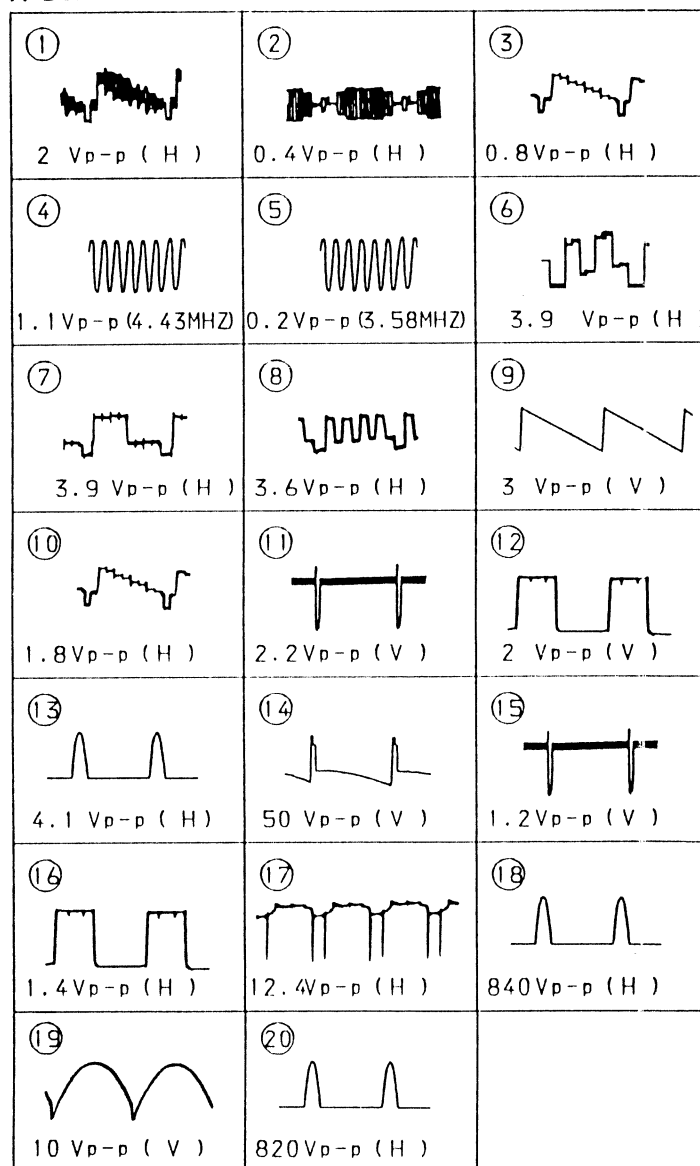 ① ② ③
2 Vp-p ( H ) 0.4Vp-p ( H ) 0.8Vp-p ( H )
④ ⑤ ⑥
1.1Vp-p (4.43MHZ) 0.2Vp-p (3.58MHZ) 3.9 Vp-p ( H
⑦ ⑧ ⑨
3.9 Vp-p ( H ) 3.6Vp-p ( H ) 3 Vp-p ( V )
⑩ ⑪ ⑫
1.8Vp-p ( H ) 2.2Vp-p ( V ) 2 Vp-p ( V )
⑬ ⑭ ⑮
4.1 Vp-p ( H ) 50 Vp-p ( V ) 1.2Vp-p ( V )
⑯ ⑰ ⑱
1.4Vp-p ( H ) 12.4Vp-p ( H ) 840Vp-p ( H )
⑲ ⑳
10 Vp-p ( V ) 820Vp-p ( H )